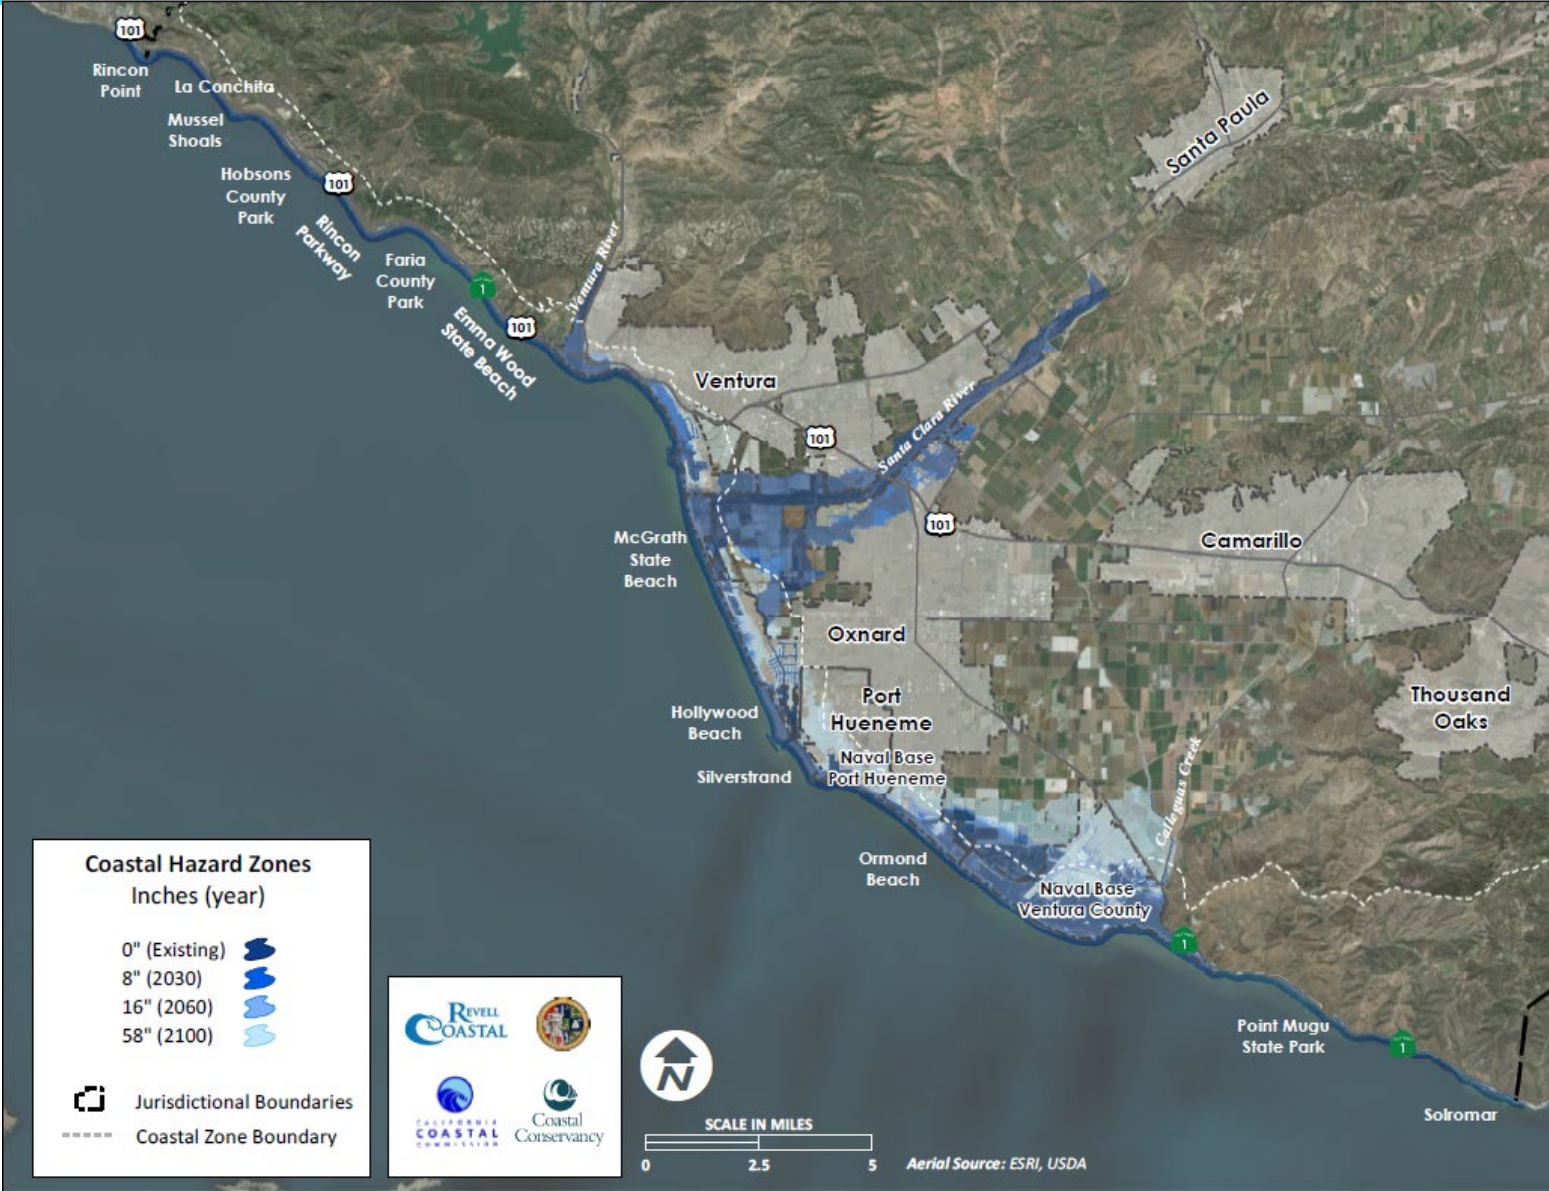 101
Rincon
Point
La Conchita
Mussel
Shoals
Hobsons
County
Park
101
Rincon
Parkway
Faria
County
Park
1
Emma Wood
State Beach
101
Ventura River
Santa Paula
Ventura
101
Santa Clara River
101
Camarillo
McGrath
State
Beach
Oxnard
Port
Hueneme
Thousand
Oaks
Hollywood
Beach
Naval Base
Port Hueneme
Silverstrand
Calleguas Creek
Ormond
Beach
Naval Base
Ventura County
1
Point Mugu
State Park
1
Solromar
Coastal Hazard Zones
Inches (year)
0" (Existing)
8" (2030)
16" (2060)
58" (2100)
Jurisdictional Boundaries
Coastal Zone Boundary
REVELL
COASTAL
CALIFORNIA
COASTAL
COMMISSION
Coastal
Conservancy
N
SCALE IN MILES
0 2.5 5
Aerial Source: ESRI, USDA